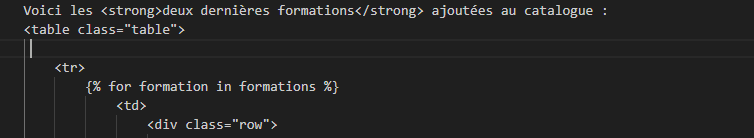 Voici les <strong>deux dernières formations</strong> ajoutées au catalogue :
<table class="table">
<tr>
{% for formation in formations %}
<td>
<div class="row">